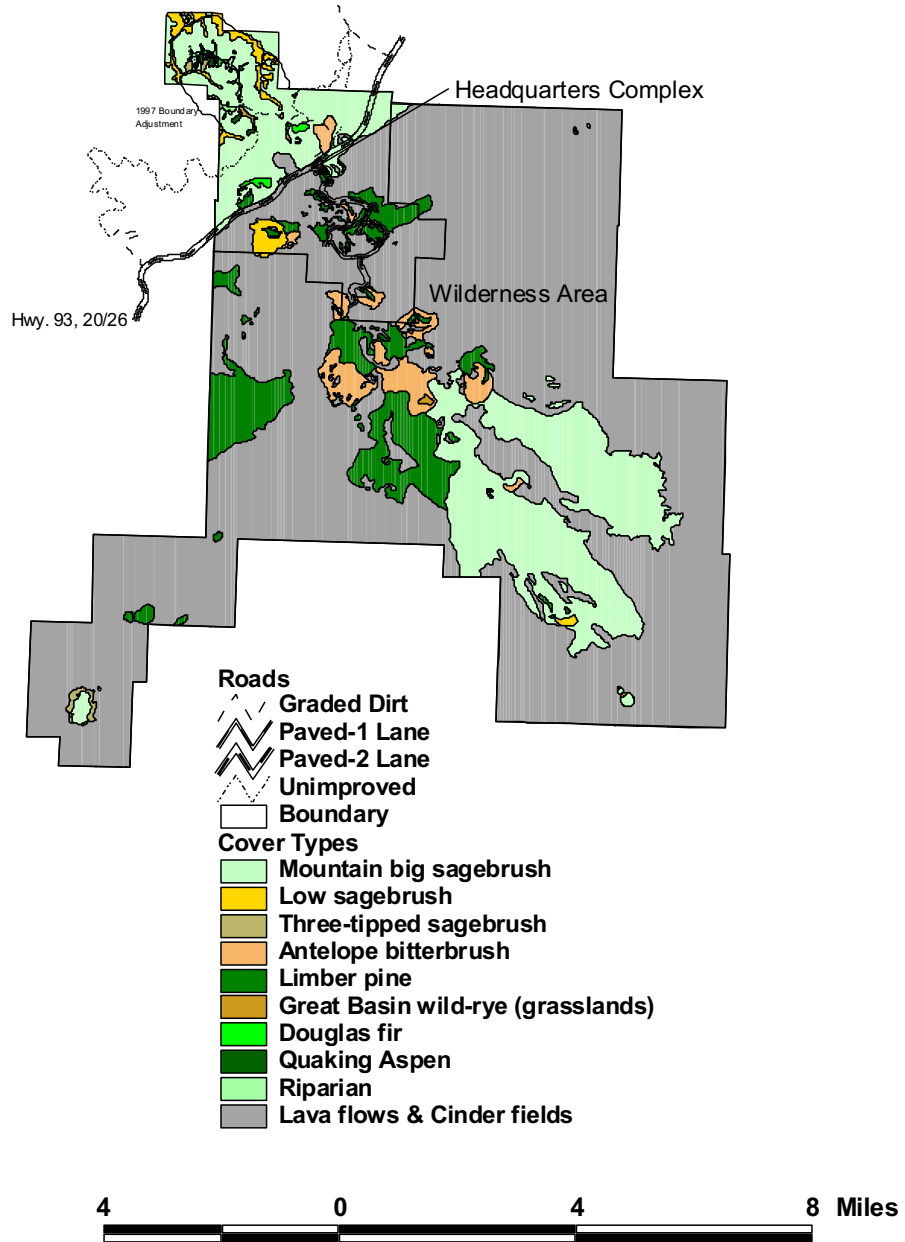 Headquarters Complex
1997 Boundary
Adjustment
Wilderness Area
Hwy. 93, 20/26
Roads
Graded Dirt
Paved-1 Lane
Paved-2 Lane
Unimproved
Boundary
Cover Types
Mountain big sagebrush
Low sagebrush
Three-tipped sagebrush
Antelope bitterbrush
Limber pine
Great Basin wild-rye (grasslands)
Douglas fir
Quaking Aspen
Riparian
Lava flows & Cinder fields
4 0 4 8 Miles